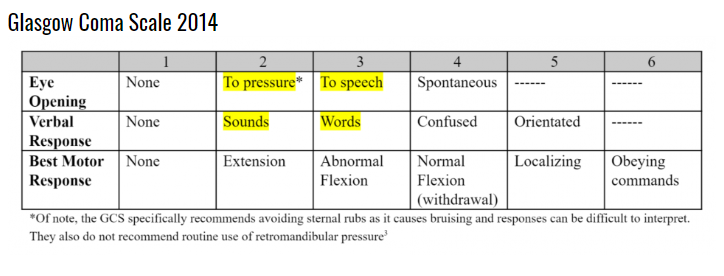 Glasgow Coma Scale 2014
1 2 3 4 5 6
Eye Opening None To pressure* To speech Spontaneous ------ ------
Verbal Response None Sounds Words Confused Orientated ------
Best Motor Response None Extension Abnormal Flexion Normal Flexion (withdrawal) Localizing Obeying commands
*Of note, the GCS specifically recommends avoiding sternal rubs as it causes bruising and responses can be difficult to interpret.
They also do not recommend routine use of retromandibular pressure³